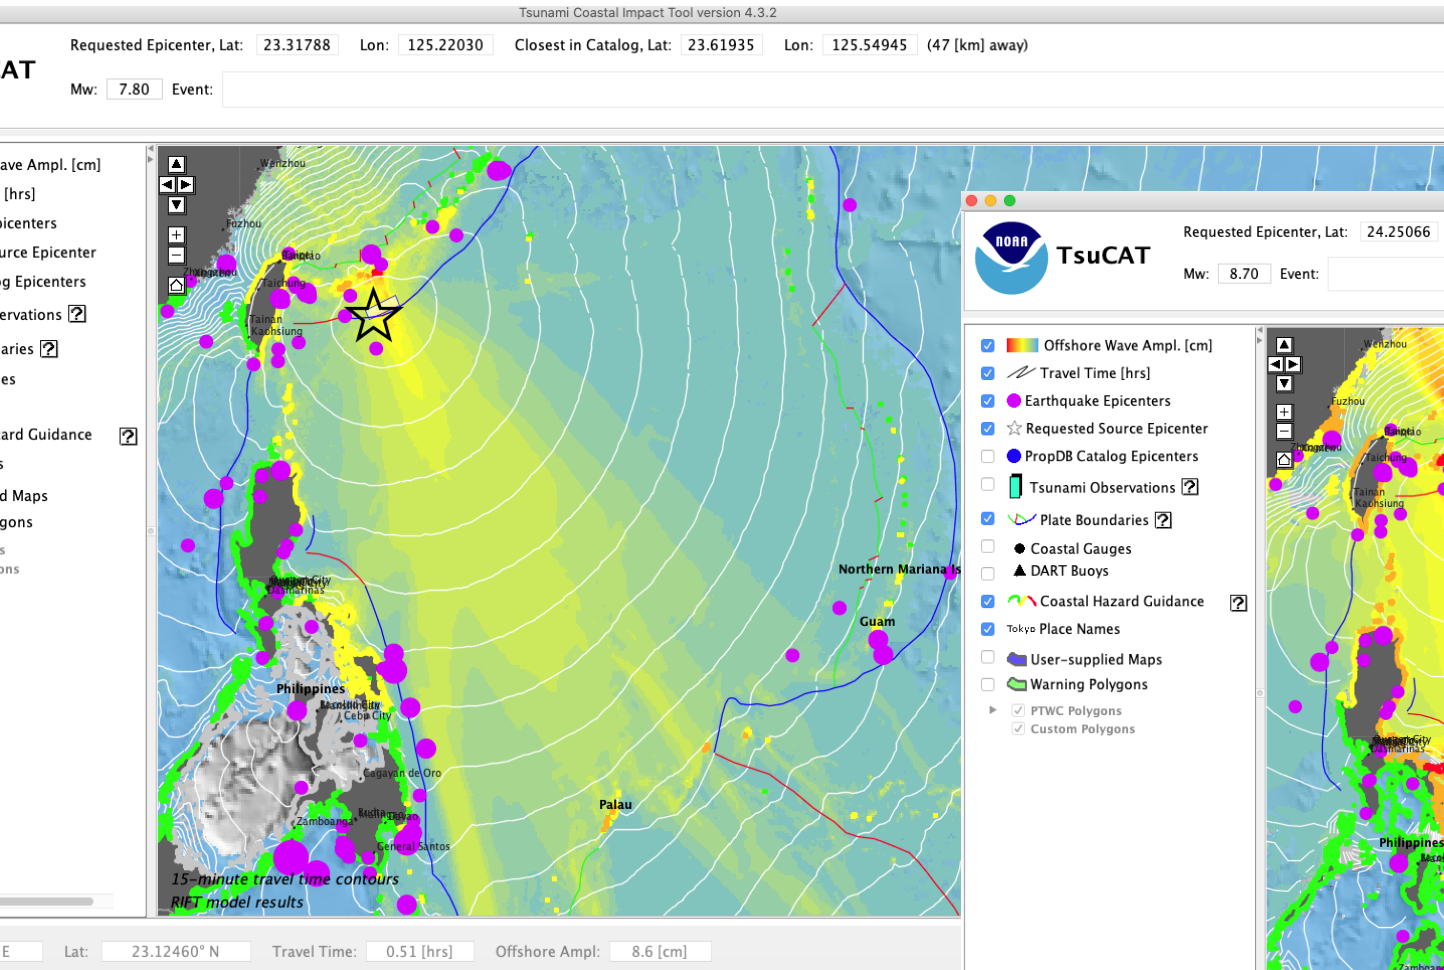 Tsunami Coastal Impact Tool version 4.3.2
Requested Epicenter, Lat: 23.31788 Lon: 125.22030 Closest in Catalog, Lat: 23.61935 Lon: 125.54945 (47 [km] away)
CAT
Mw: 7.80 Event:
ave Ampl. [cm]
[hrs]
picenters
urce Epicenter
g Epicenters
ervations ?
aries ?
es
ard Guidance ?
s
d Maps
gons
s
ons
Wenzhou
Fuzhou
Taichung
Tainan
Kaohsiung
Dasmarinas
Philippines
Cebu City
Cagayan de Oro
Zamboanga
Davao
General Santos
Northern Mariana Is
Guam
Palau
15-minute travel time contours
RIFT model results
E Lat: 23.12460° N Travel Time: 0.51 [hrs] Offshore Ampl: 8.6 [cm]
NOAA
TsuCAT
Requested Epicenter, Lat: 24.25066
Mw: 8.70 Event:
Offshore Wave Ampl. [cm]
Travel Time [hrs]
Earthquake Epicenters
Requested Source Epicenter
PropDB Catalog Epicenters
Tsunami Observations ?
Plate Boundaries ?
Coastal Gauges
DART Buoys
Coastal Hazard Guidance ?
Tokyo Place Names
User-supplied Maps
Warning Polygons
PTWC Polygons
Custom Polygons
Wenzhou
Fuzhou
Taichung
Tainan
Kaohsiung
Dasmarinas
Philippines
Zamboan